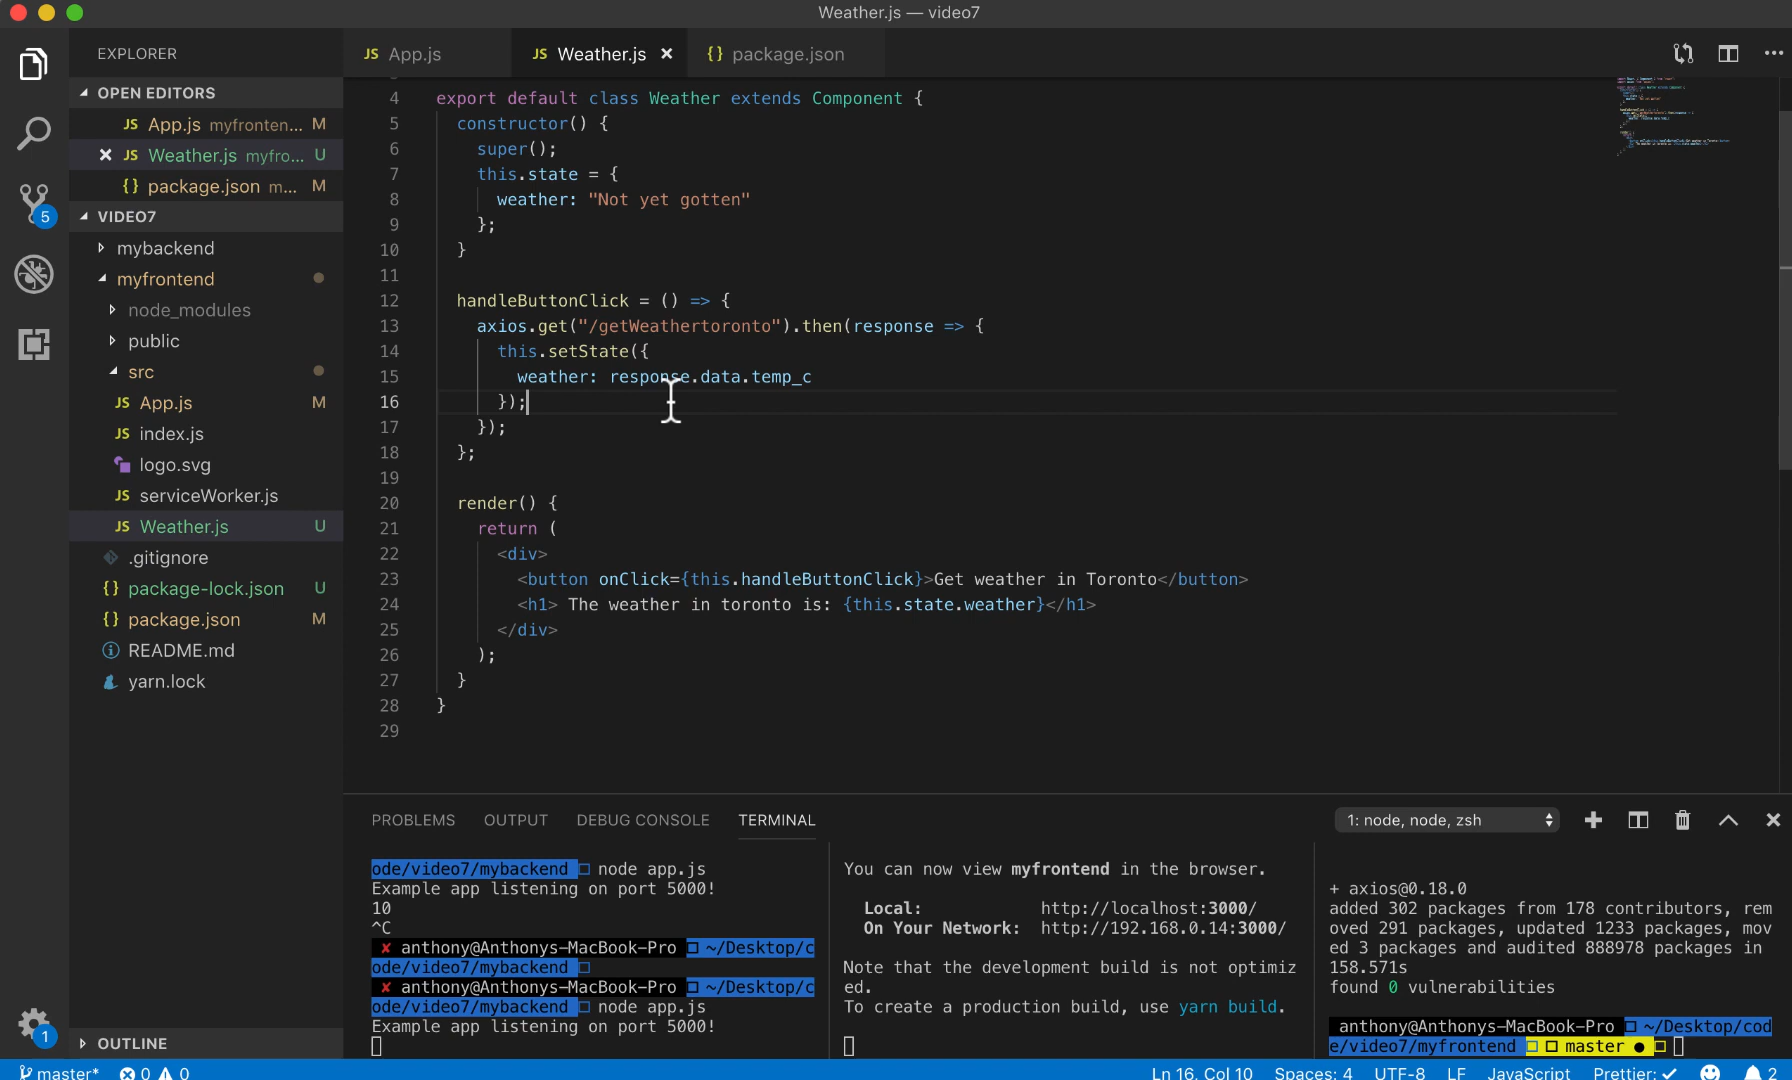 Weather.js — video7
EXPLORER
JS App.js
JS Weather.js ×
{} package.json
OPEN EDITORS
JS App.js myfronten... M
× JS Weather.js myfro... U
{} package.json m... M
VIDEO7
mybackend
myfrontend
node_modules
public
src
JS App.js M
JS index.js
logo.svg
JS serviceWorker.js
JS Weather.js U
.gitignore
{} package-lock.json U
{} package.json M
README.md
yarn.lock
OUTLINE
5
1
4 export default class Weather extends Component {
5 constructor() {
6 super();
7 this.state = {
8 weather: "Not yet gotten"
9 };
10 }
11
12 handleButtonClick = () => {
13 axios.get("/getWeathertoronto").then(response => {
14 this.setState({
15 weather: response.data.temp_c
16 });
17 });
18 };
19
20 render() {
21 return (
22 <div>
23 <button onClick={this.handleButtonClick}>Get weather in Toronto</button>
24 <h1> The weather in toronto is: {this.state.weather}</h1>
25 </div>
26 );
27 }
28 }
29
PROBLEMS OUTPUT DEBUG CONSOLE TERMINAL
1: node, node, zsh
ode/video7/mybackend □ node app.js
Example app listening on port 5000!
10
^C
✘ anthony@Anthonys-MacBook-Pro □ ~/Desktop/c
ode/video7/mybackend □
✘ anthony@Anthonys-MacBook-Pro □ ~/Desktop/c
ode/video7/mybackend □ node app.js
Example app listening on port 5000!
You can now view myfrontend in the browser.
Local: http://localhost:3000/
On Your Network: http://192.168.0.14:3000/
Note that the development build is not optimiz
ed.
To create a production build, use yarn build.
+ axios@0.18.0
added 302 packages from 178 contributors, rem
oved 291 packages, updated 1233 packages, mov
ed 3 packages and audited 888978 packages in
158.571s
found 0 vulnerabilities
anthony@Anthonys-MacBook-Pro □ ~/Desktop/cod
e/video7/myfrontend □ □ master ● □
master* 0 0
Ln 16, Col 10 Spaces: 4 UTF-8 LF JavaScript Prettier: ✓ 2